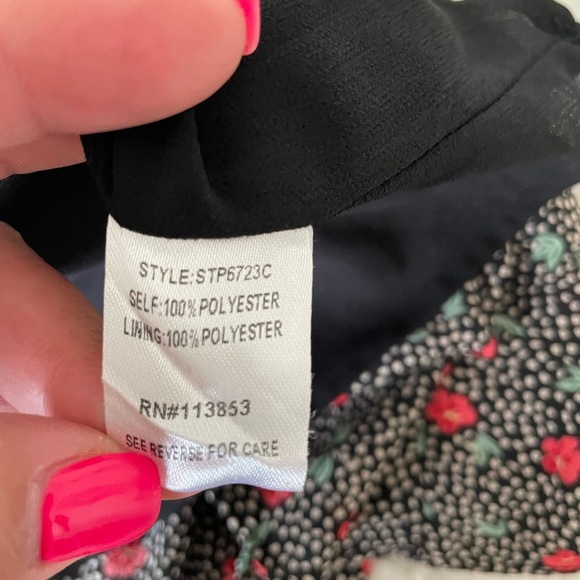 STYLE:STP6723C
SELF:100%POLYESTER
LINING:100%POLYESTER
RN#113853
SEE REVERSE FOR CARE